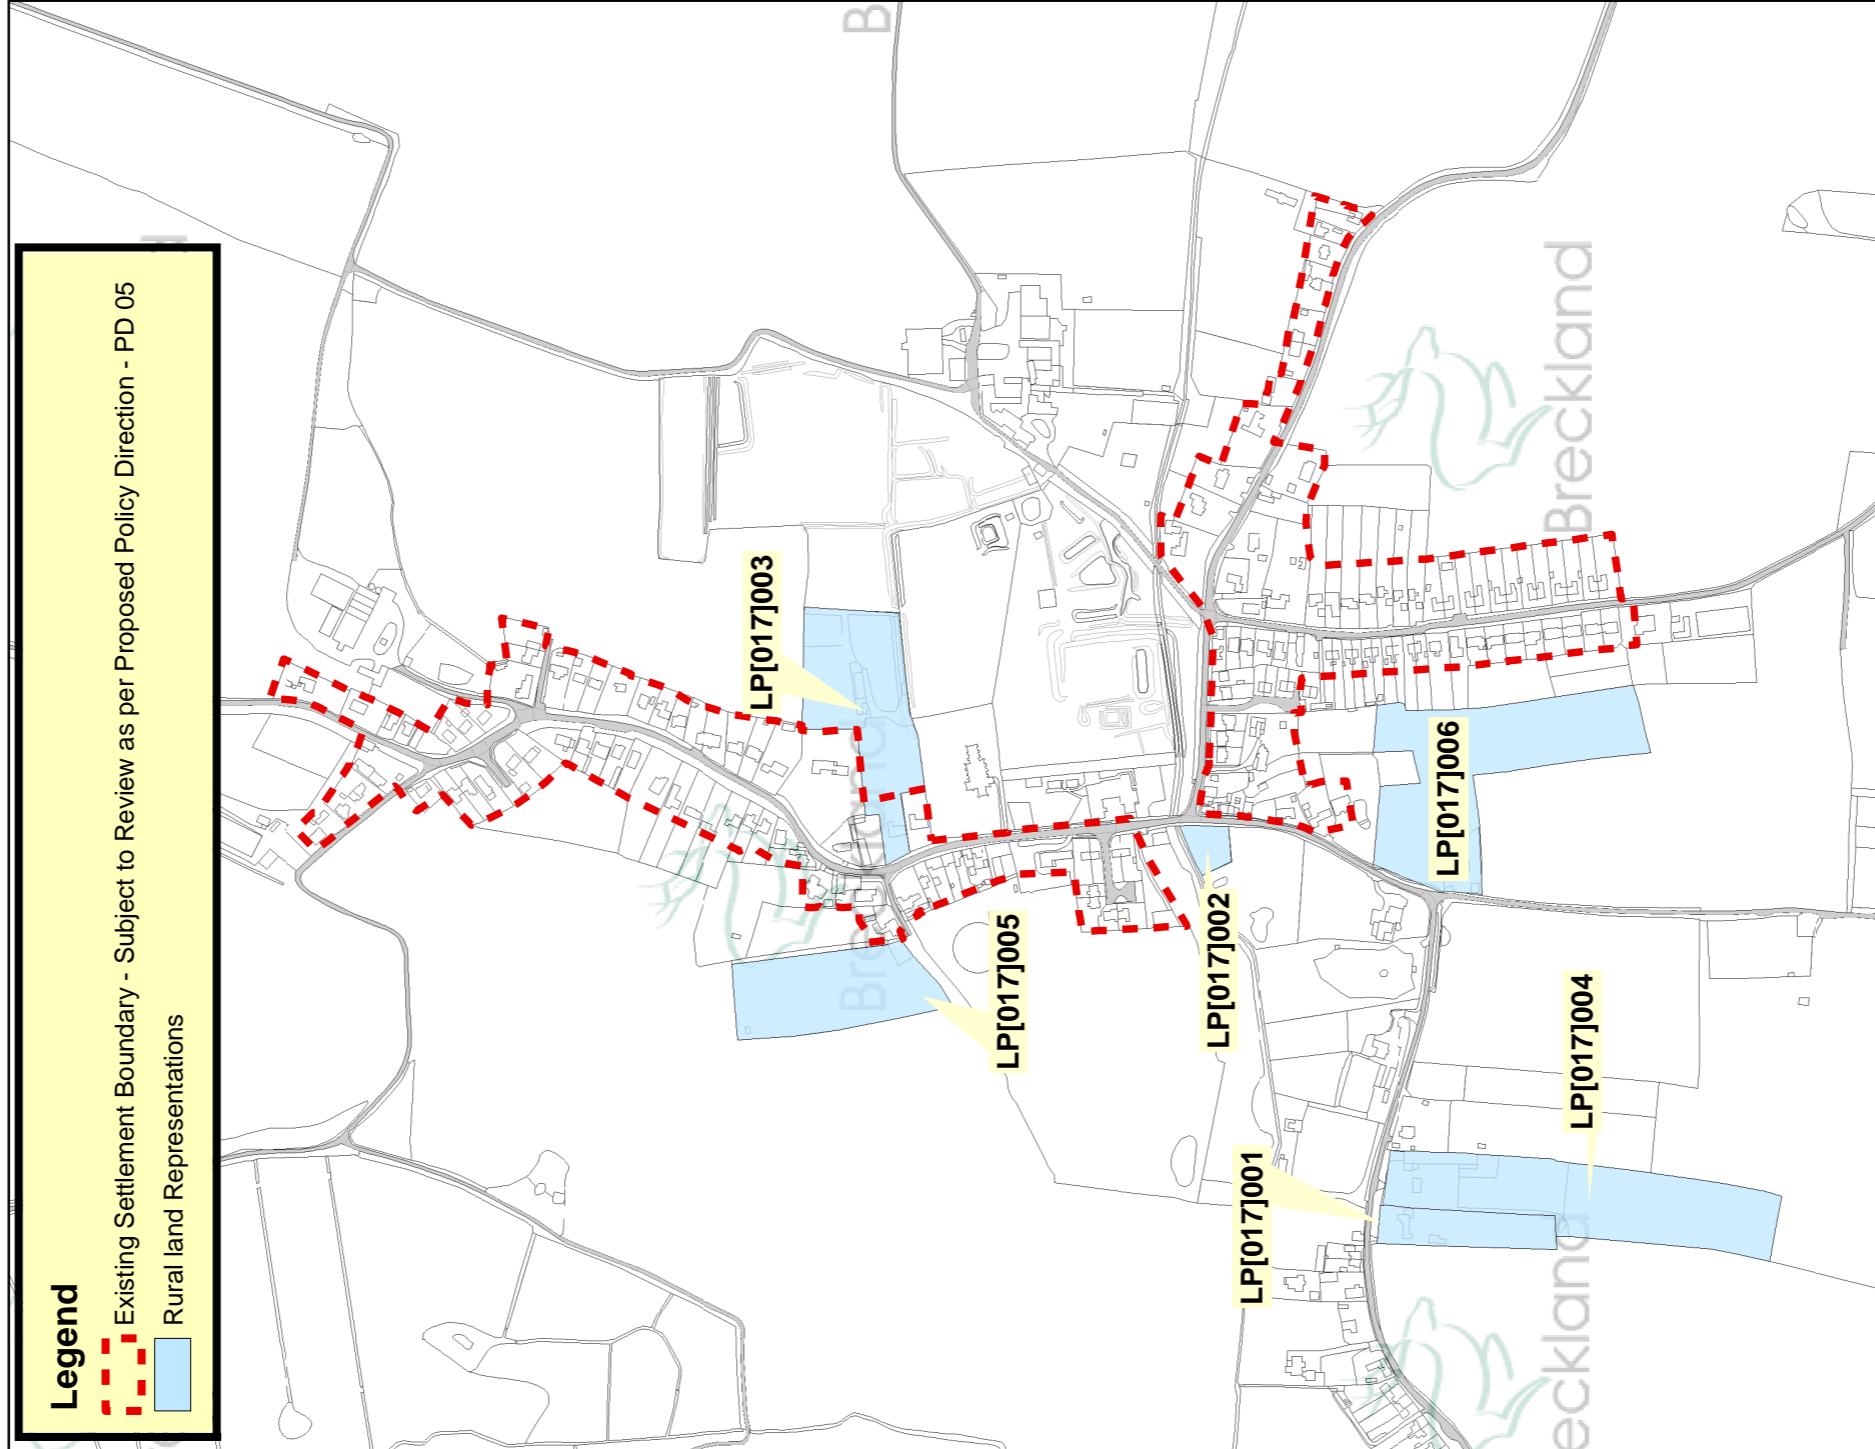 Legend
Existing Settlement Boundary - Subject to Review as per Proposed Policy Direction - PD 05
Rural land Representations
LP[017]003
LP[017]005
LP[017]002
LP[017]006
LP[017]001
LP[017]004
Breckland
Breckland
Breckland
B